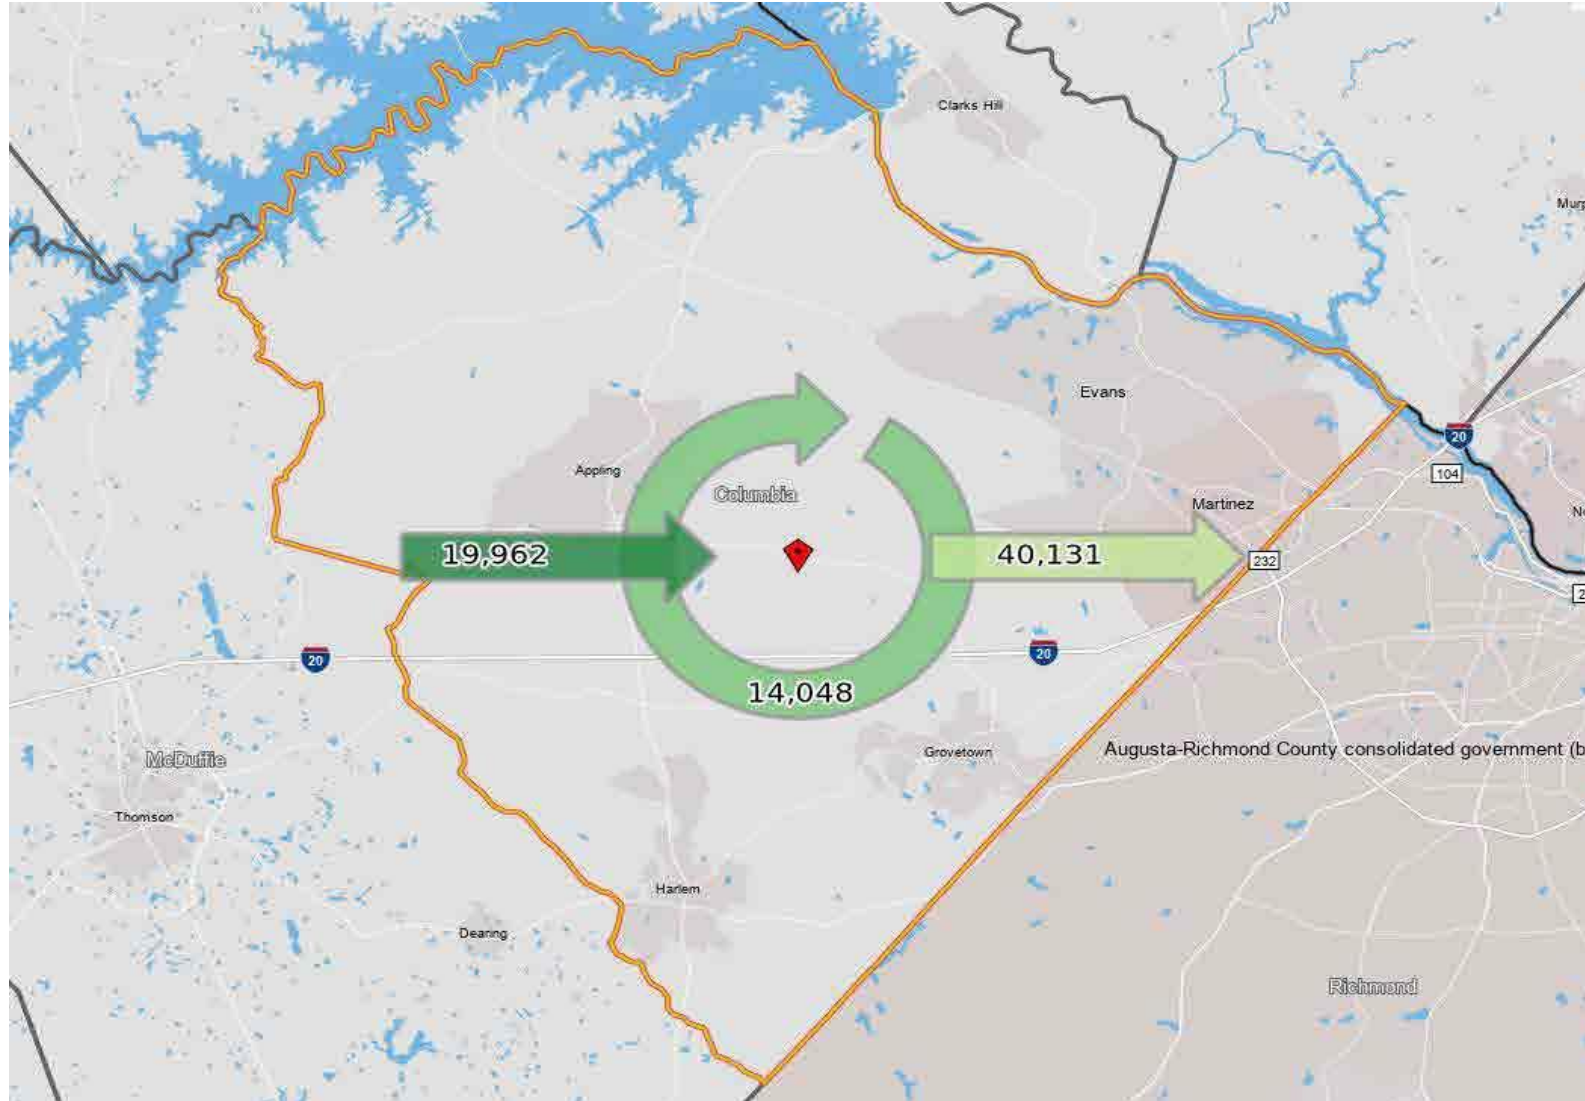 Clarks Hill
Evans
Appling
Columbia
20
104
Martinez
19,962
40,131
232
20
20
14,048
Grovetown
Augusta-Richmond County consolidated government (b
McDuffie
Thomson
Harlem
Dearing
Richmond